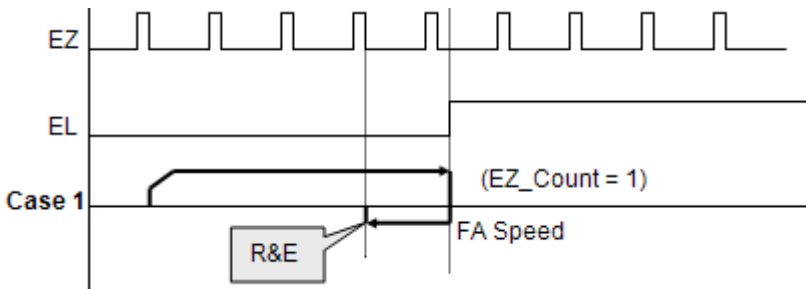 EZ
EL
(EZ_Count = 1)
Case 1
FA Speed
R&E